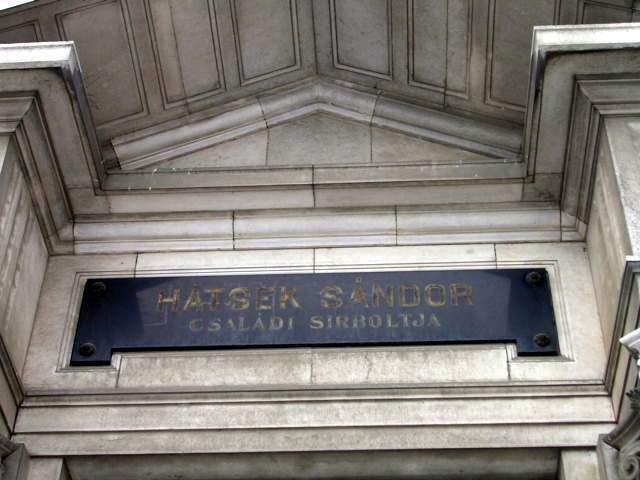 HATSEK SÁNDOR
CSALÁDI SIRBOLTJA